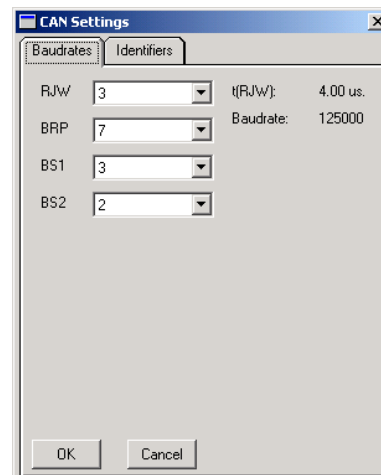 CAN Settings
Baudrates Identifiers
RJW 3 t(RJW): 4.00 us.
BRP 7 Baudrate: 125000
BS1 3
BS2 2
OK Cancel